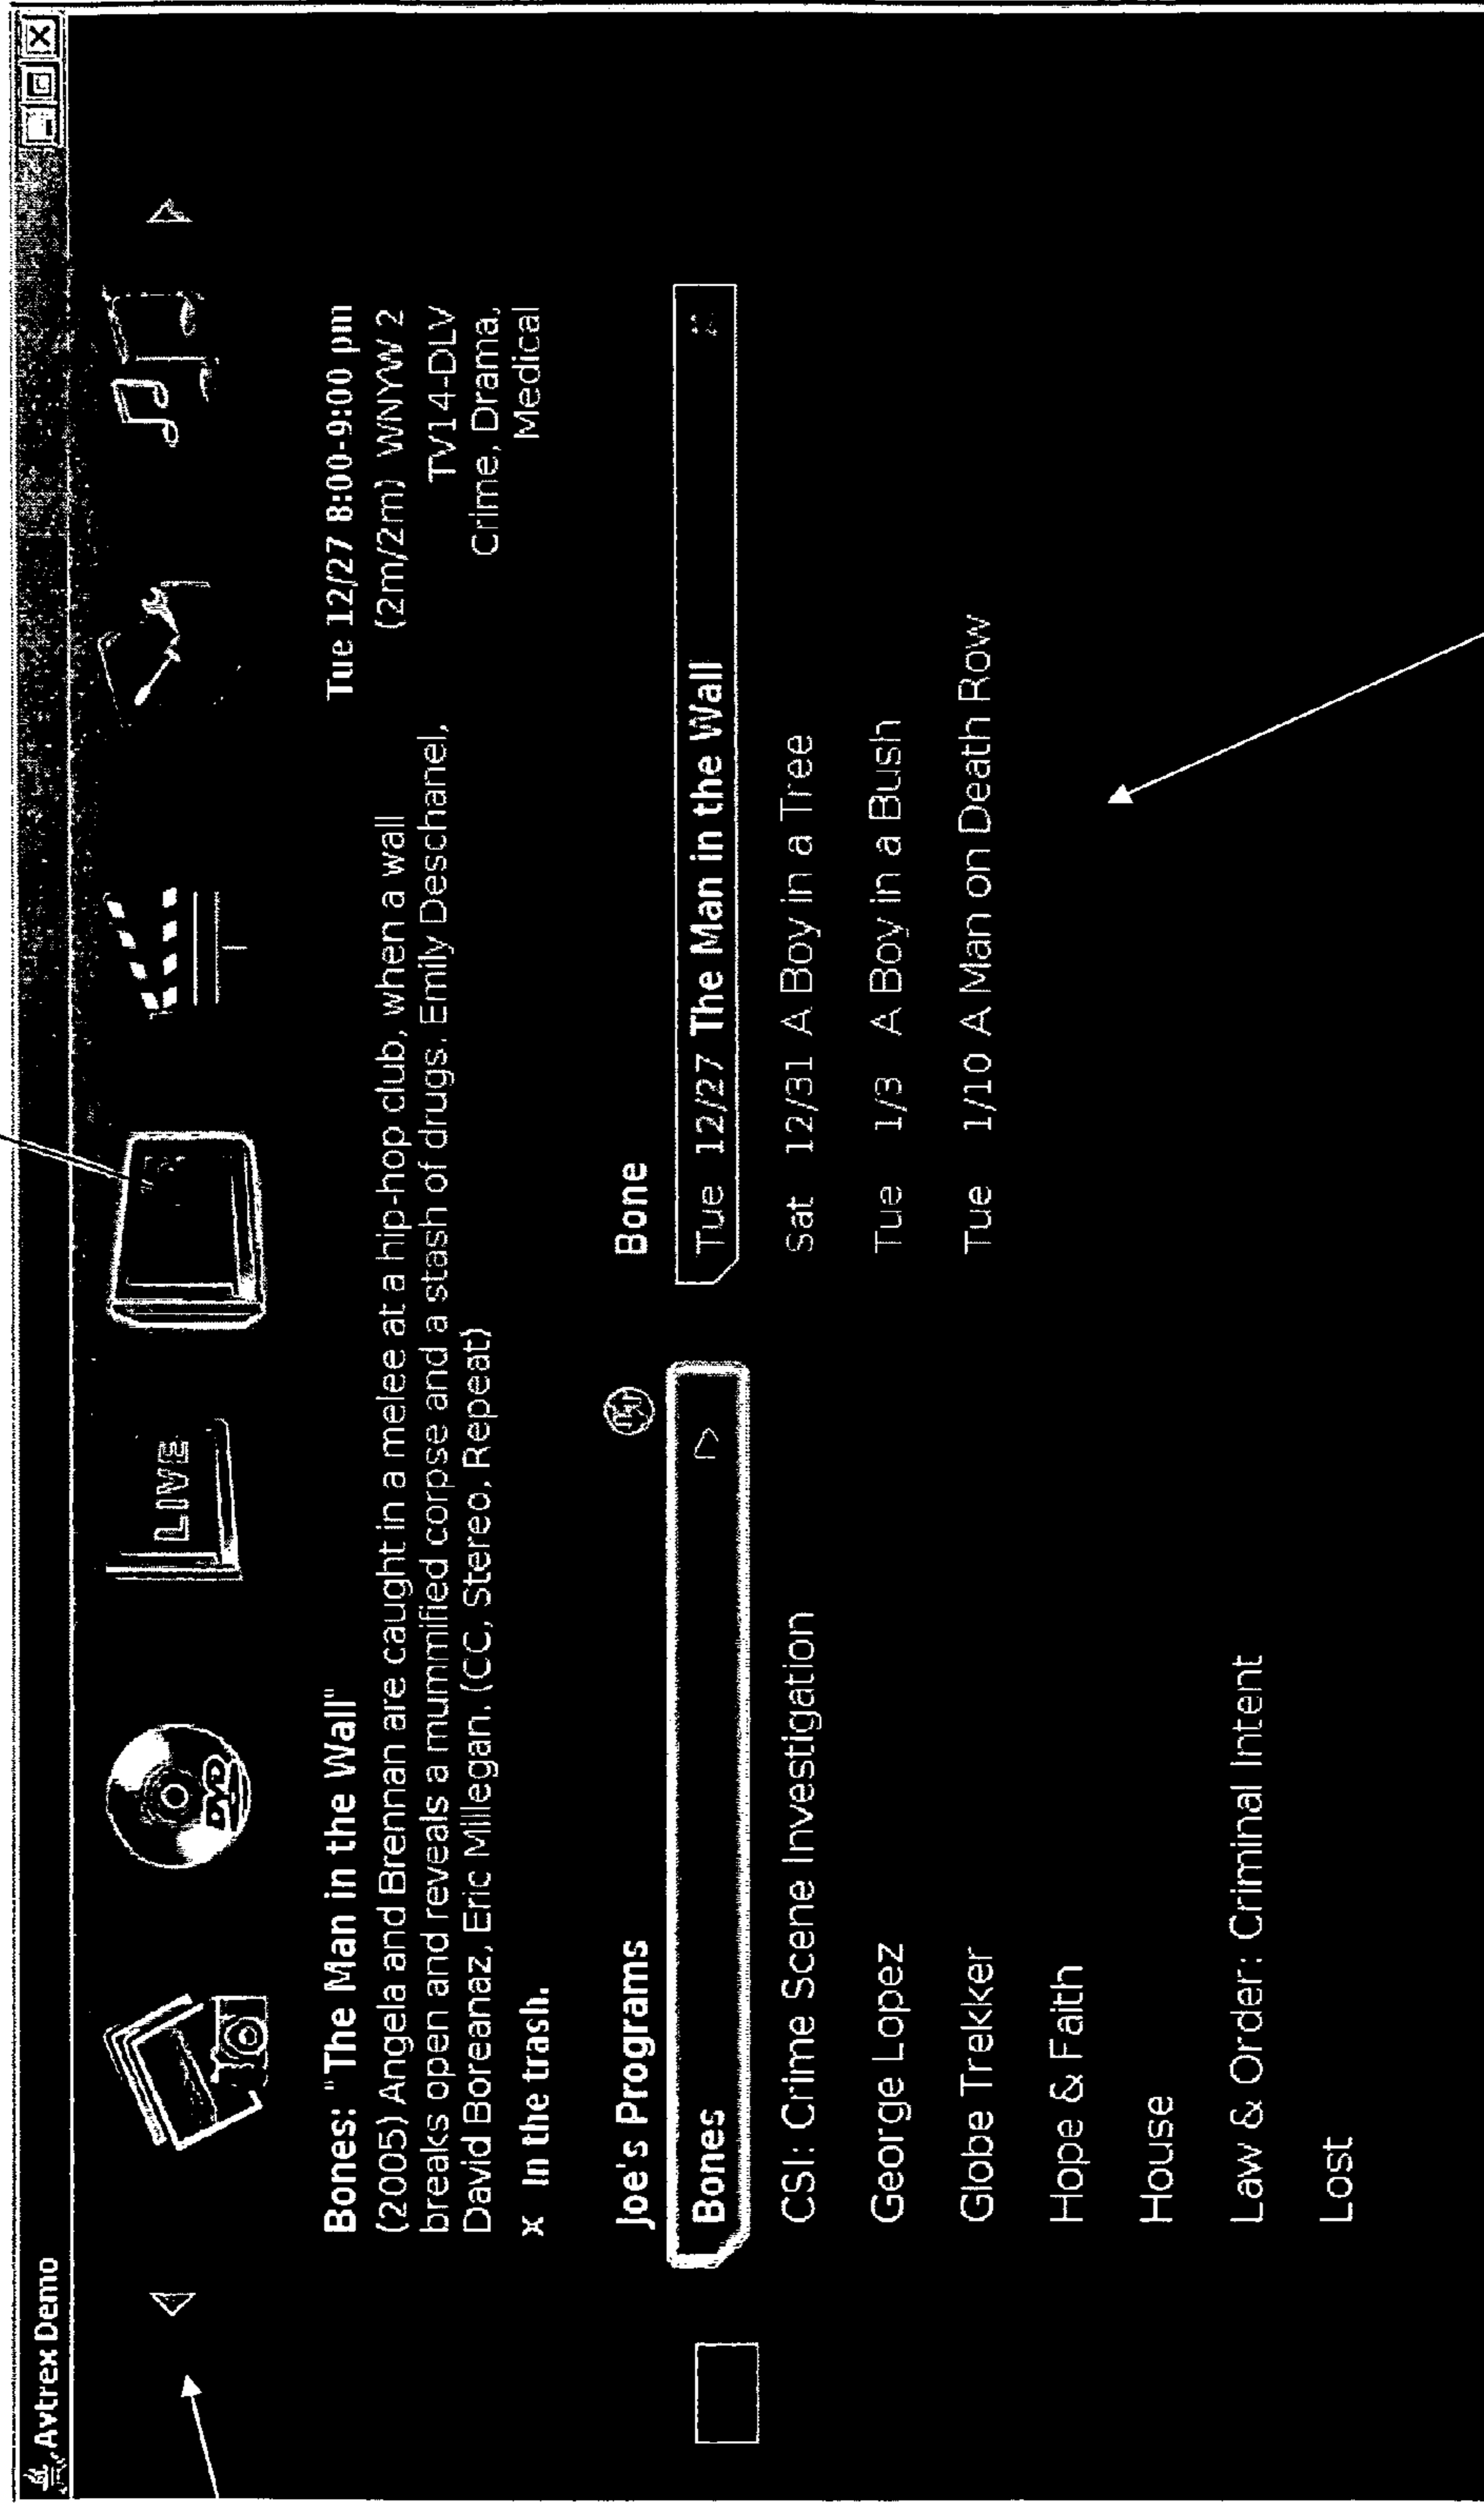 Avtrex Demo
DVD
LIVE
Bones: "The Man in the Wall"
Tue 12/27 8:00-9:00 pm
(2005) Angela and Brennan are caught in a melee at a hip-hop club, when a wall
(2m/2m) WNYW 2
breaks open and reveals a mummified corpse and a stash of drugs. Emily Deschanel,
TV14-DLV
David Boreanaz, Eric Millegan. (CC, Stereo, Repeat)
Crime, Drama,
Medical
x In the trash.
Joe's Programs
Bone
Bones
Tue 12/27 The Man in the Wall
CSI: Crime Scene Investigation
Sat 12/31 A Boy in a Tree
George Lopez
Tue 1/3 A Boy in a Bush
Globe Trekker
Tue 1/10 A Man on Death Row
Hope & Faith
House
Law & Order: Criminal Intent
Lost